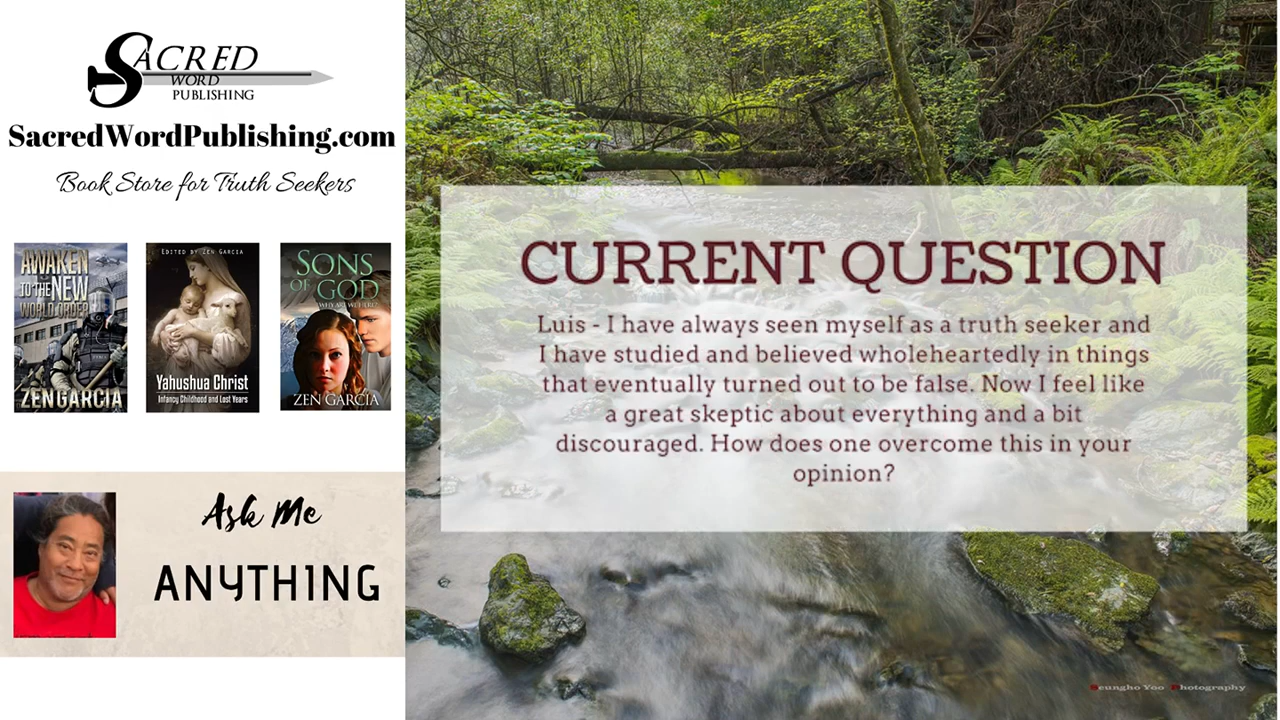 SACRED
WORD
PUBLISHING
SacredWordPublishing.com
Book Store for Truth Seekers
AWAKEN
TO THE NEW
WORLD ORDER
ZEN GARCIA
EDITED BY ZEN GARCIA
Yahushua Christ
Infancy Childhood and Lost Years
SONS
OF GOD
WHY ARE WE HERE?
ZEN GARCIA
Ask Me
ANYTHING
CURRENT QUESTION
Luis - I have always seen myself as a truth seeker and
I have studied and believed wholeheartedly in things
that eventually turned out to be false. Now I feel like
a great skeptic about everything and a bit
discouraged. How does one overcome this in your
opinion?
Seungho Yoo Photography